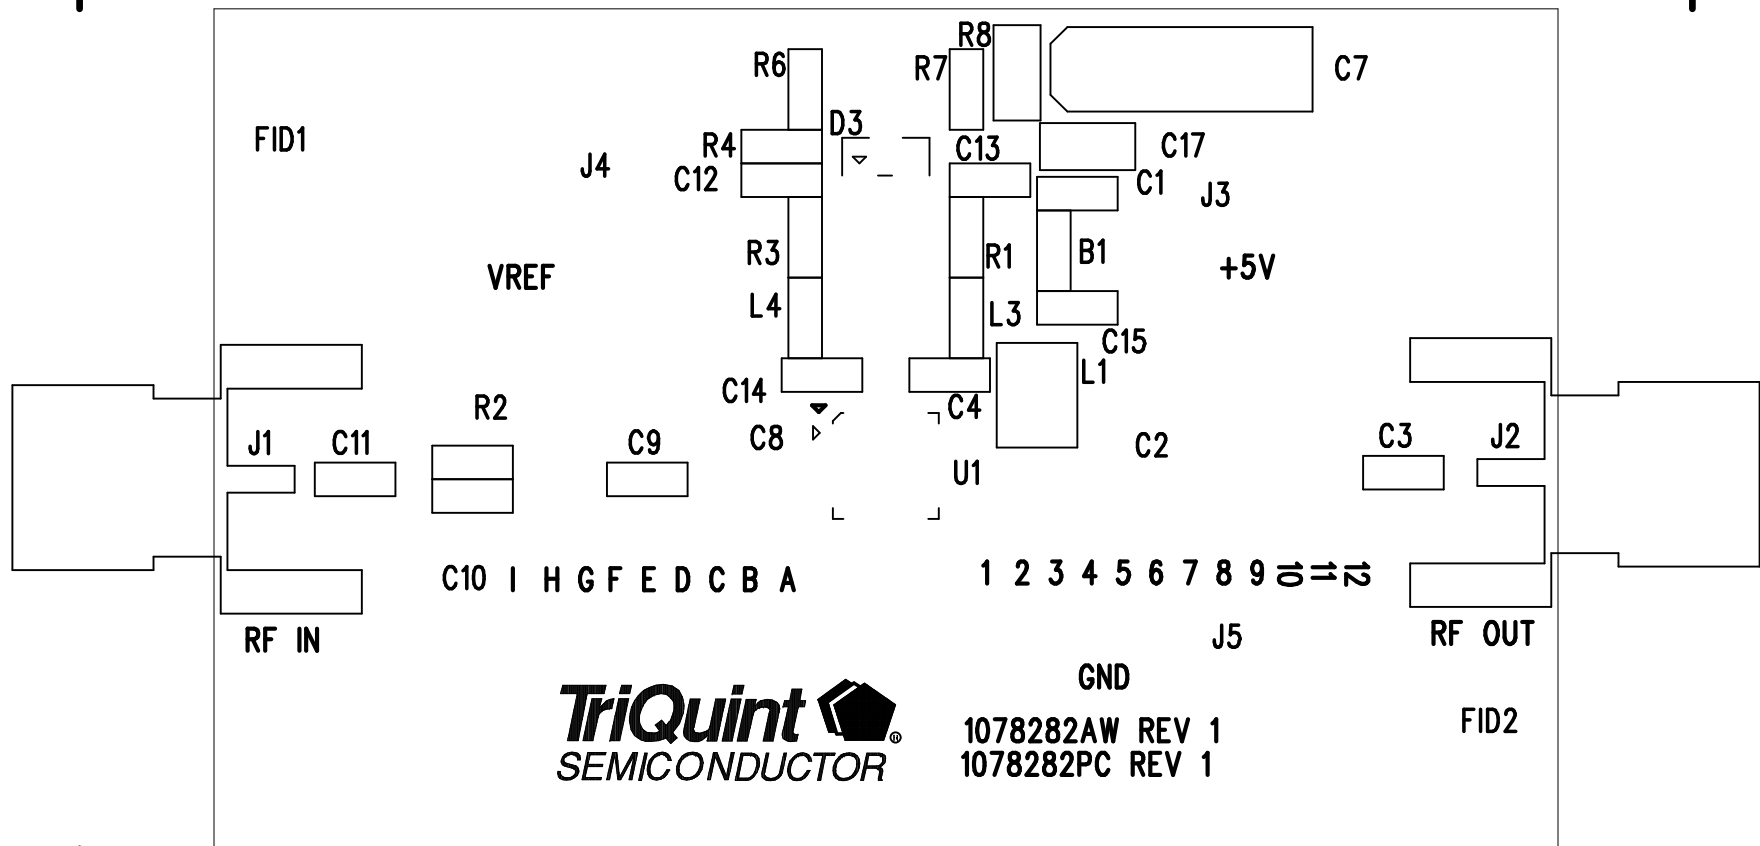 R8
R6
R7
C7
D3
FID1
R4
C13
C17
J4
C12
C1
J3
R3
R1
B1
VREF
+5V
L4
L3
C15
L1
C14
R2
C4
C8
J1
C11
C9
C2
C3
J2
U1
C10 I H G F E D C B A
1 2 3 4 5 6 7 8 9 10 11 12
RF IN
J5
RF OUT
GND
TriQuint ®
SEMICONDUCTOR
FID2
1078282AW REV 1
1078282PC REV 1